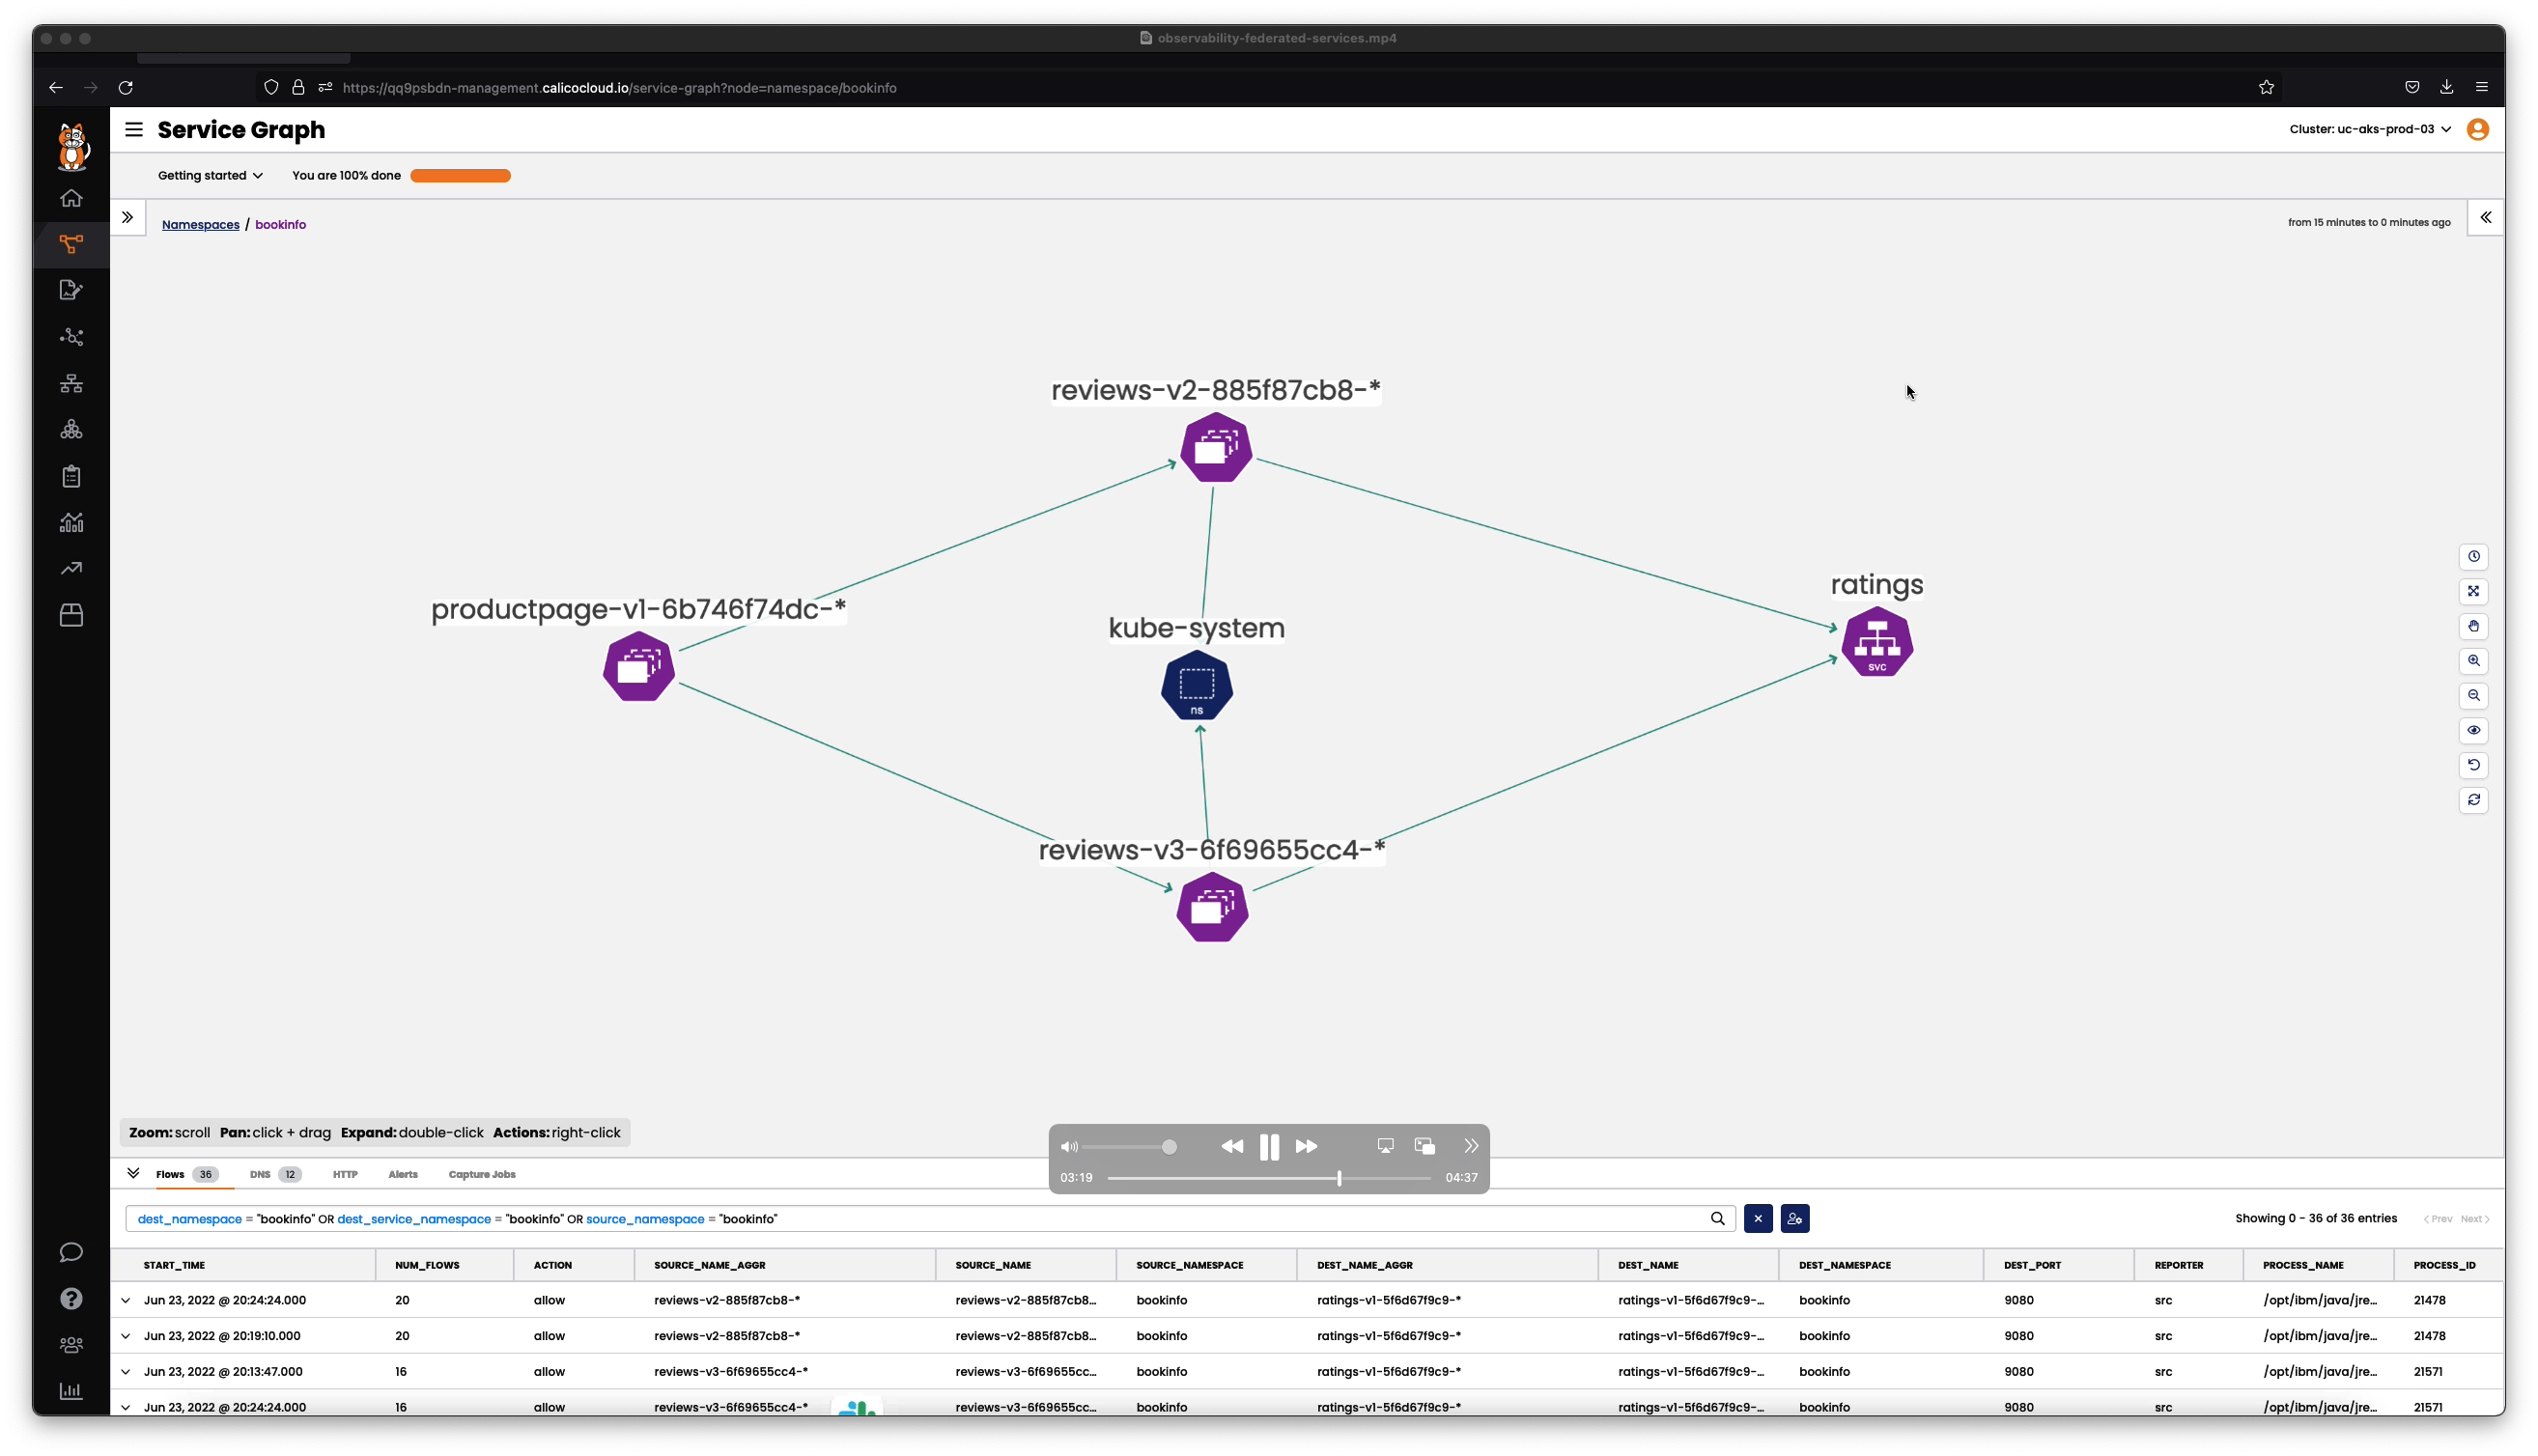 observability-federated-services.mp4
https://qq9psbdn-management.calicocloud.io/service-graph?node=namespace/bookinfo
Service Graph
Cluster: uc-aks-prod-03
Getting started You are 100% done
Namespaces / bookinfo
from 15 minutes to 0 minutes ago
reviews-v2-885f87cb8-*
ratings
svc
productpage-v1-6b746f74dc-*
kube-system
ns
reviews-v3-6f69655cc4-*
Zoom: scroll Pan: click + drag Expand: double-click Actions: right-click
03:19 04:37
Flows 36 DNS 12 HTTP Alerts Capture Jobs
dest_namespace = "bookinfo" OR dest_service_namespace = "bookinfo" OR source_namespace = "bookinfo"
Showing 0 - 36 of 36 entries < Prev Next >
START_TIME NUM_FLOWS ACTION SOURCE_NAME_AGGR SOURCE_NAME SOURCE_NAMESPACE DEST_NAME_AGGR DEST_NAME DEST_NAMESPACE DEST_PORT REPORTER PROCESS_NAME PROCESS_ID
Jun 23, 2022 @ 20:24:24.000 20 allow reviews-v2-885f87cb8-* reviews-v2-885f87cb8... bookinfo ratings-v1-5f6d67f9c9-* ratings-v1-5f6d67f9c9-... bookinfo 9080 src /opt/ibm/java/jre... 21478
Jun 23, 2022 @ 20:19:10.000 20 allow reviews-v2-885f87cb8-* reviews-v2-885f87cb8... bookinfo ratings-v1-5f6d67f9c9-* ratings-v1-5f6d67f9c9-... bookinfo 9080 src /opt/ibm/java/jre... 21478
Jun 23, 2022 @ 20:13:47.000 16 allow reviews-v3-6f69655cc4-* reviews-v3-6f69655cc... bookinfo ratings-v1-5f6d67f9c9-* ratings-v1-5f6d67f9c9-... bookinfo 9080 src /opt/ibm/java/jre... 21571
Jun 23, 2022 @ 20:24:24.000 16 allow reviews-v3-6f69655cc4-* reviews-v3-6f69655cc... bookinfo ratings-v1-5f6d67f9c9-* ratings-v1-5f6d67f9c9-... bookinfo 9080 src /opt/ibm/java/jre... 21571